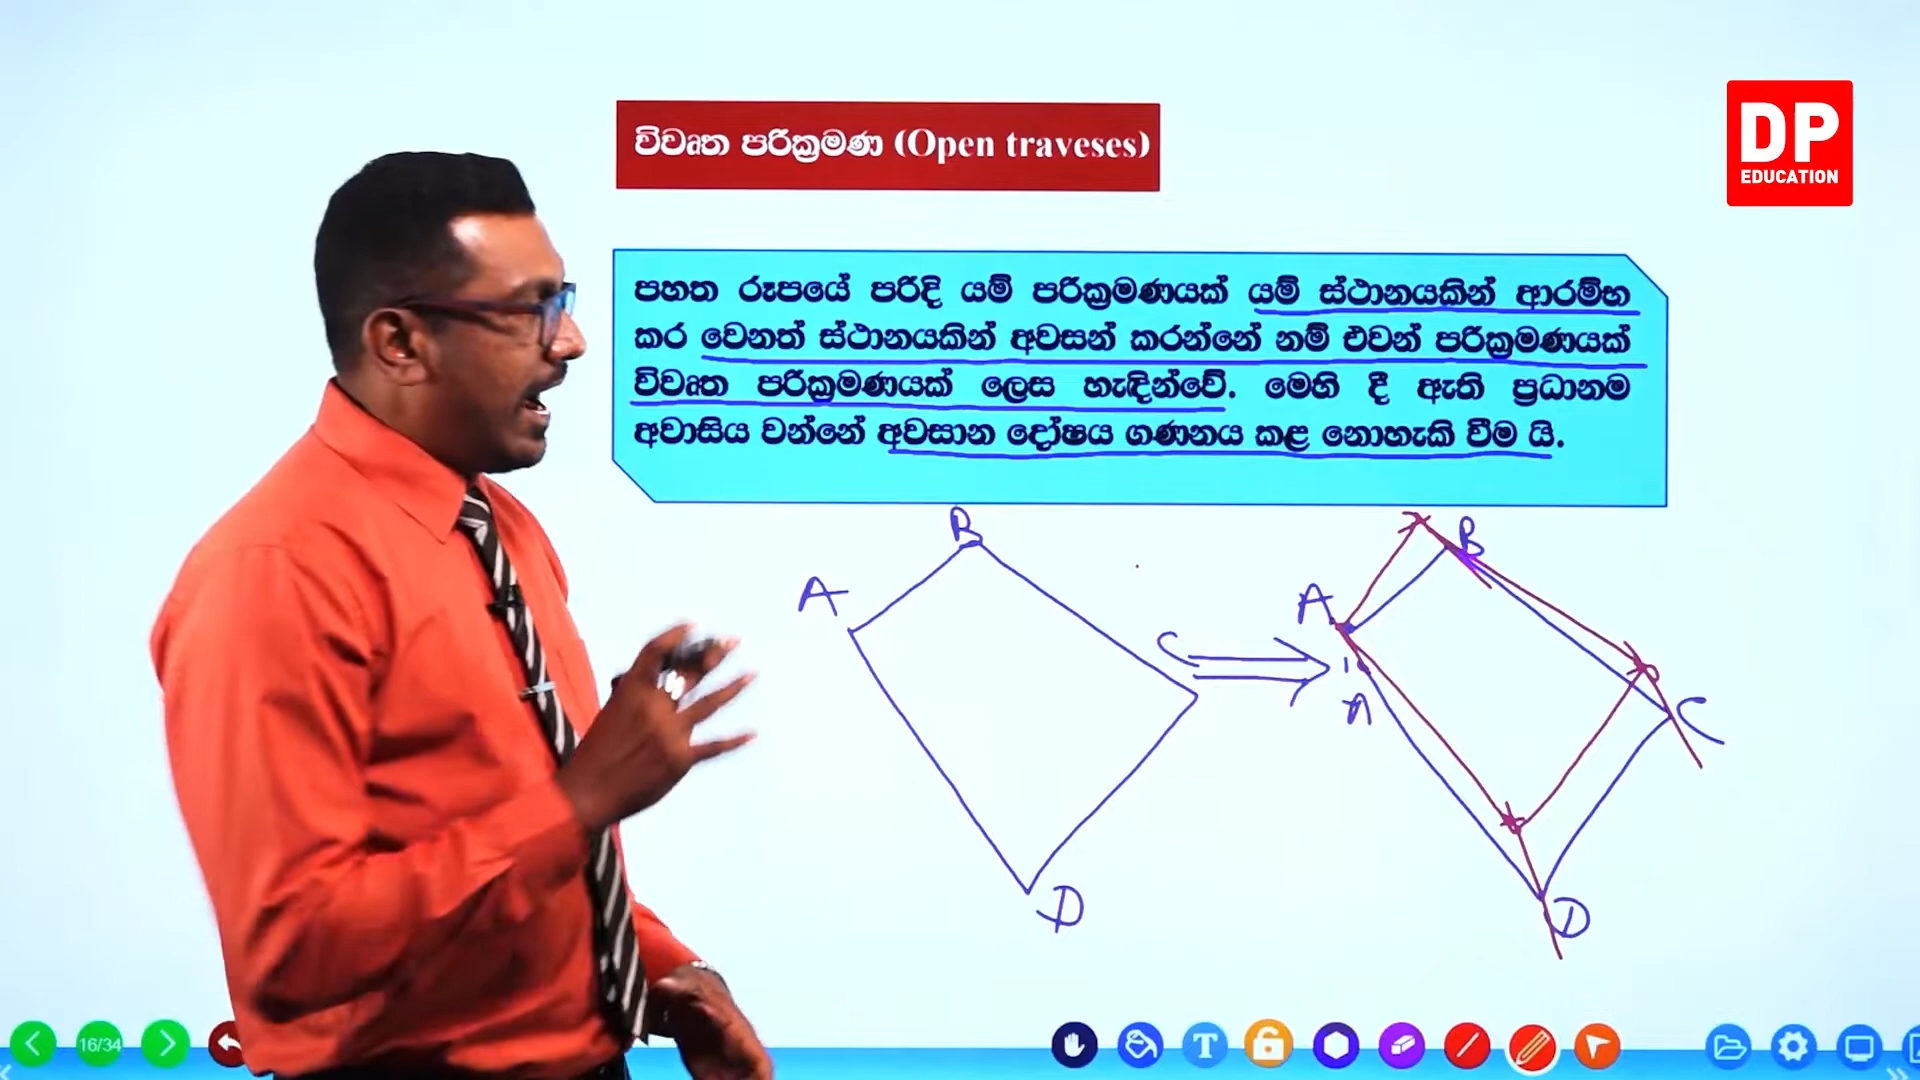 විවෘත පරික්‍රමණ (Open traveses)
DP
EDUCATION
පහත රූපයේ පරිදි යම් පරික්‍රමණයක් යම් ස්ථානයකින් ආරම්භ
කර වෙනත් ස්ථානයකින් අවසන් කරන්නේ නම් එවන් පරික්‍රමණයක්
විවෘත පරික්‍රමණයක් ලෙස හැඳින්වේ. මෙහි දී ඇති ප්‍රධානම
අවාසිය වන්නේ අවසාන දෝෂය ගණනය කළ නොහැකි වීම යි.
B
A
C
D
B
A
A
C
D
16/34
T